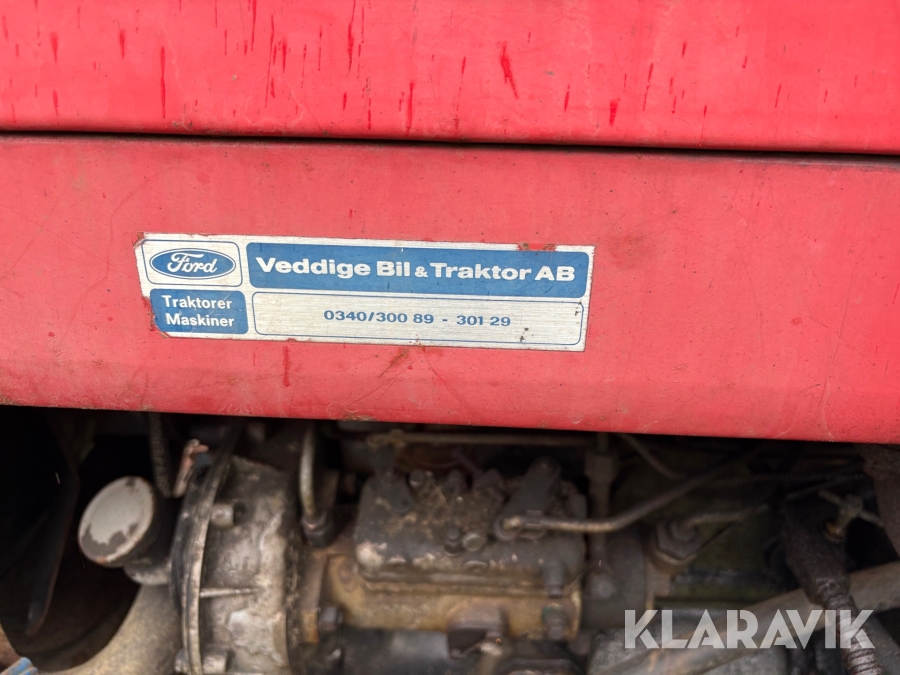 Ford
Veddige Bil & Traktor AB
Traktorer
Maskiner
0340/300 89 - 301 29
KLARAVIK